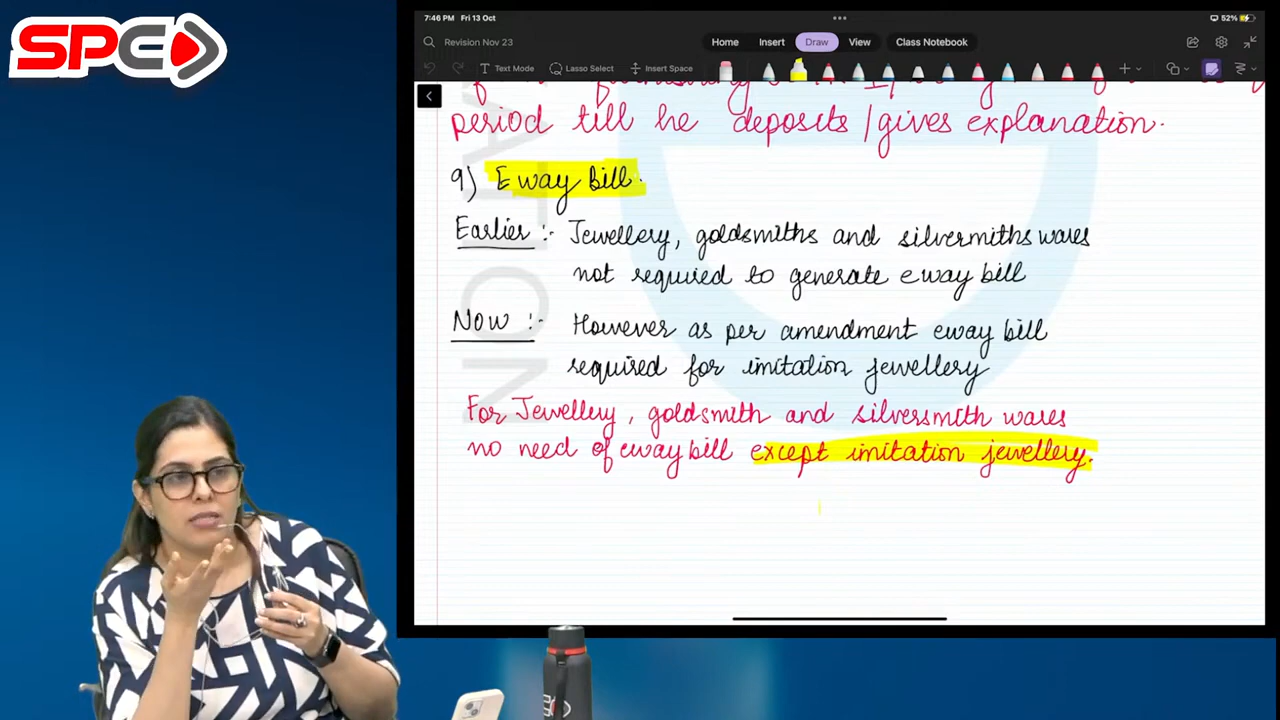 SPE
7:46 PM Fri 13 Oct
52%
Revision Nov 23
Home
Insert
Draw
View
Class Notebook
Text Mode
Lasso Select
Insert Space
period till he deposits/gives explanation.
9) Eway Bill.
Earlier :- Jewellery, goldsmiths and silvermiths wares
not required to generate eway bill
Now :- However as per amendment eway bill
required for imitation jewellery
For Jewellery, goldsmith and silversmith wares
no need of eway bill except imitation jewellery.